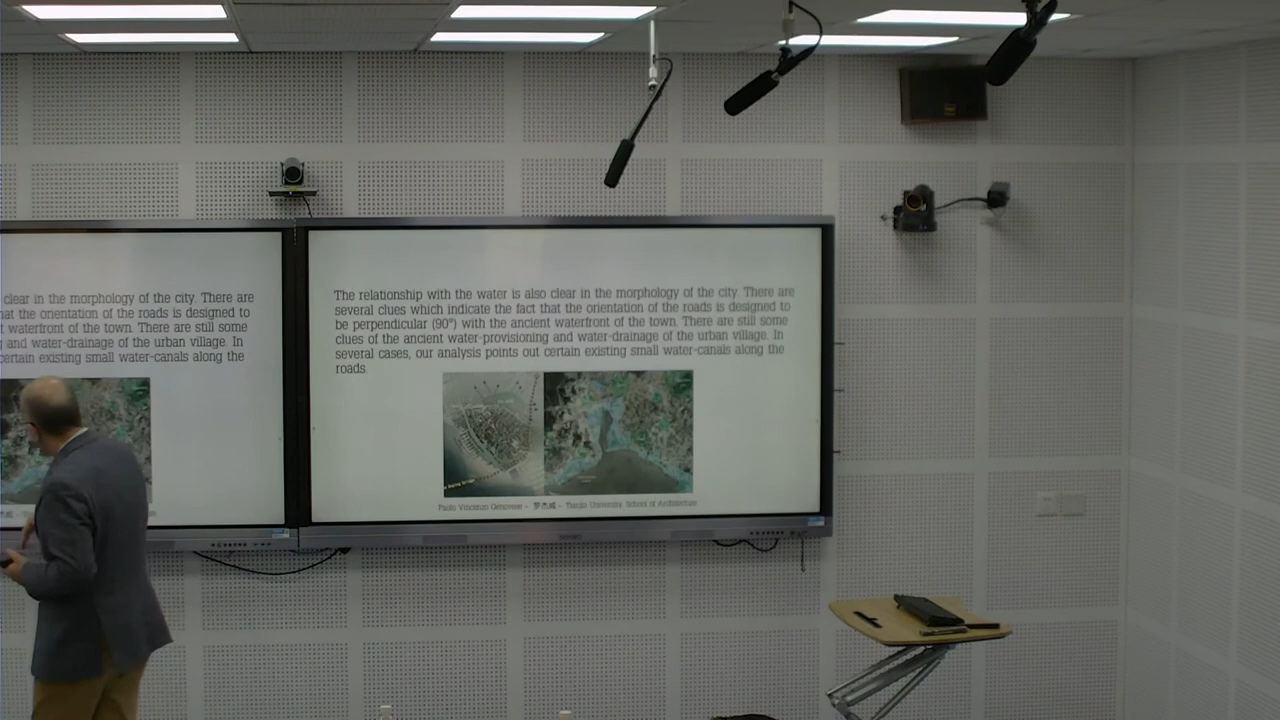 clear in the morphology of the city. There are
hat the orientation of the roads is designed to
t waterfront of the town. There are still some
g and water-drainage of the urban village. In
certain existing small water-canals along the
The relationship with the water is also clear in the morphology of the city. There are
several clues which indicate the fact that the orientation of the roads is designed to
be perpendicular (90°) with the ancient waterfront of the town. There are still some
clues of the ancient water-provisioning and water-drainage of the urban village. In
several cases, our analysis points out certain existing small water-canals along the
roads.
Paolo Vincenzo Genovese - 罗杰威 - Tianjin University School of Architecture